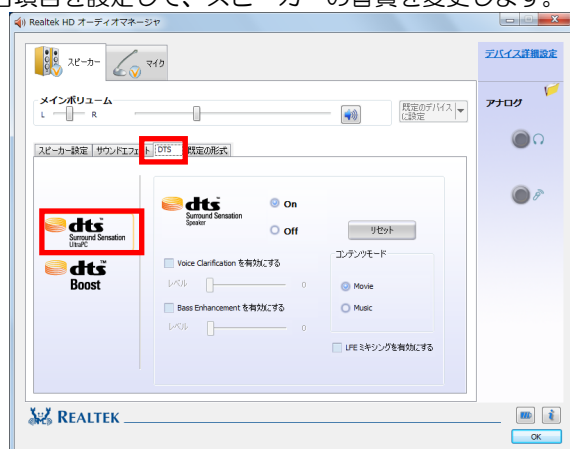 各項目を設定して、スピーカーの音質を変更します。
Realtek HD オーディオマネージャ
スピーカー
マイク
デバイス詳細設定
メインボリューム
L R
既定のデバイス
に設定
アナログ
スピーカー設定 サウンドエフェクト DTS 既定の形式
dts
Surround Sensation
Speaker
On
Off
リセット
dts
Surround Sensation
UltraPC
dts
Boost
Voice Clarification を有効にする
レベル 0
Bass Enhancement を有効にする
レベル 0
コンテンツモード
Movie
Music
LFE ミキシングを有効にする
REALTEK
OK